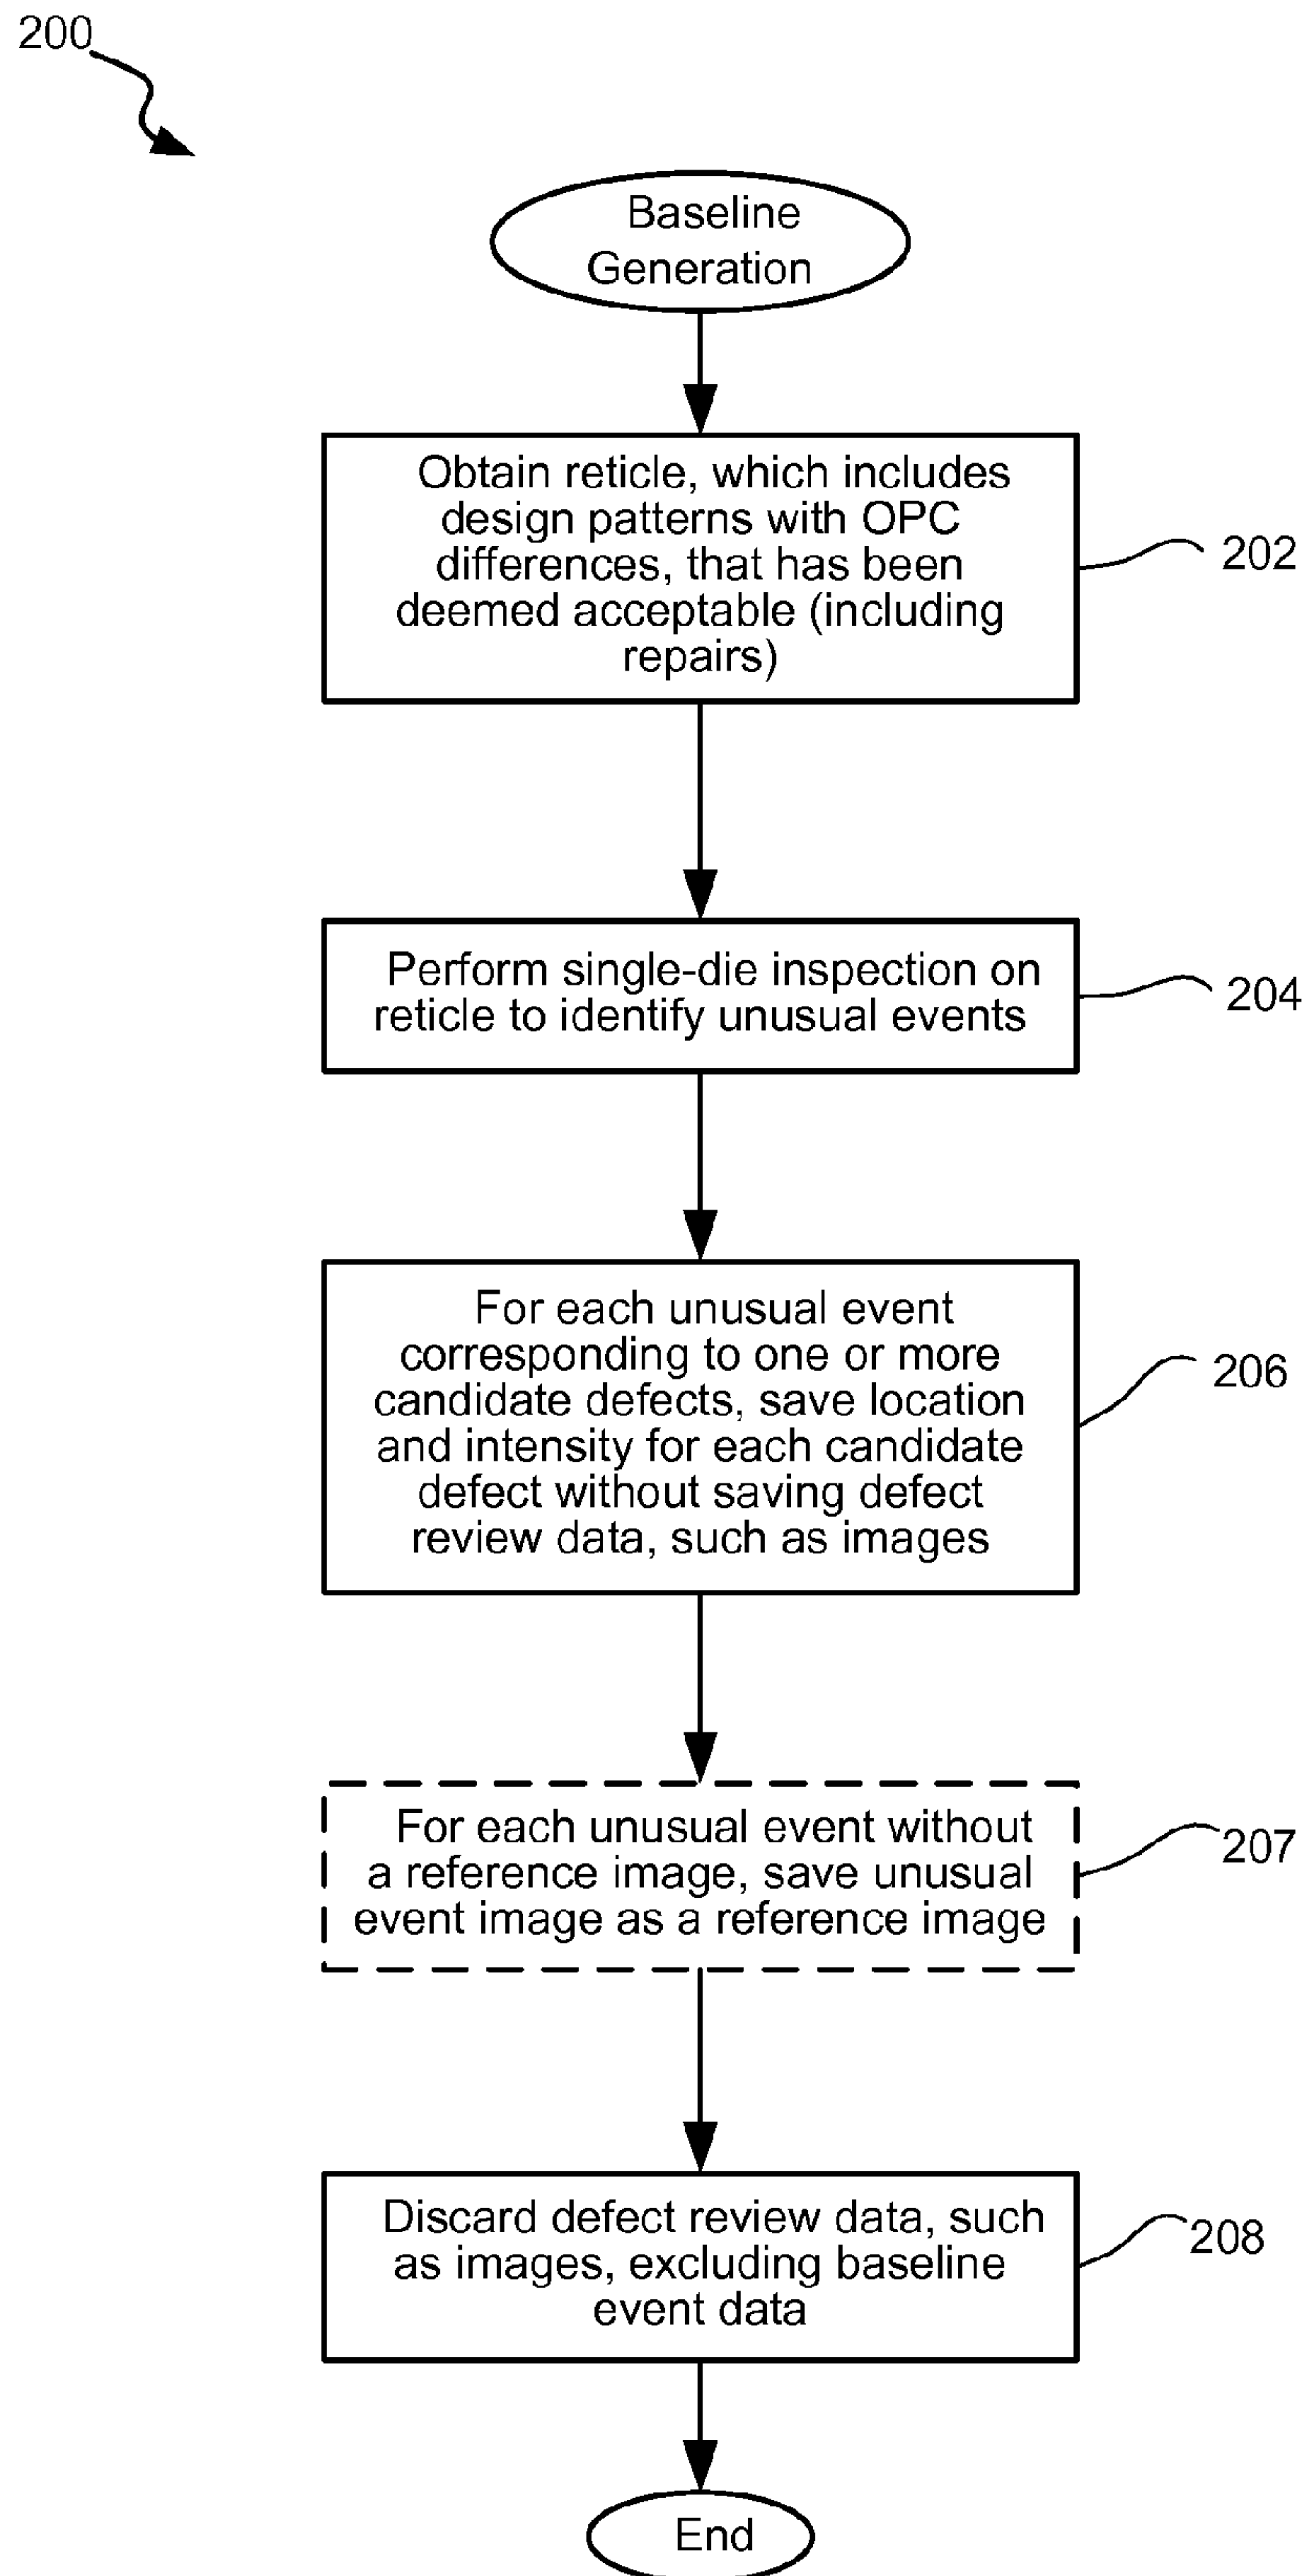 200
Baseline
Generation
Obtain reticle, which includes
design patterns with OPC
differences, that has been
deemed acceptable (including
repairs)
202
Perform single-die inspection on
reticle to identify unusual events
204
For each unusual event
corresponding to one or more
candidate defects, save location
and intensity for each candidate
defect without saving defect
review data, such as images
206
For each unusual event without
a reference image, save unusual
event image as a reference image
207
Discard defect review data, such
as images, excluding baseline
event data
208
End